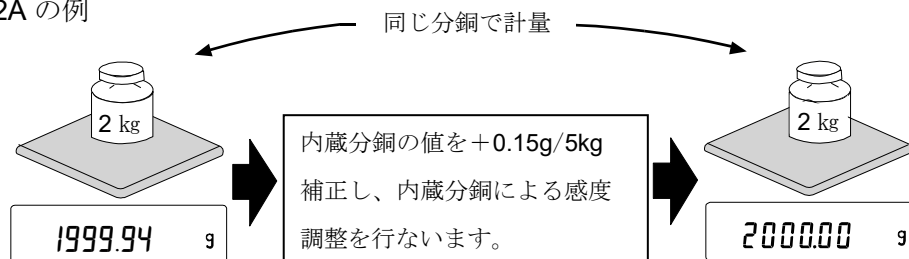 2A の例
同じ分銅で計量
2 kg
2 kg
内蔵分銅の値を＋0.15g/5kg
補正し、内蔵分銅による感度
調整を行ないます。
1999.94 g
2000.00 g